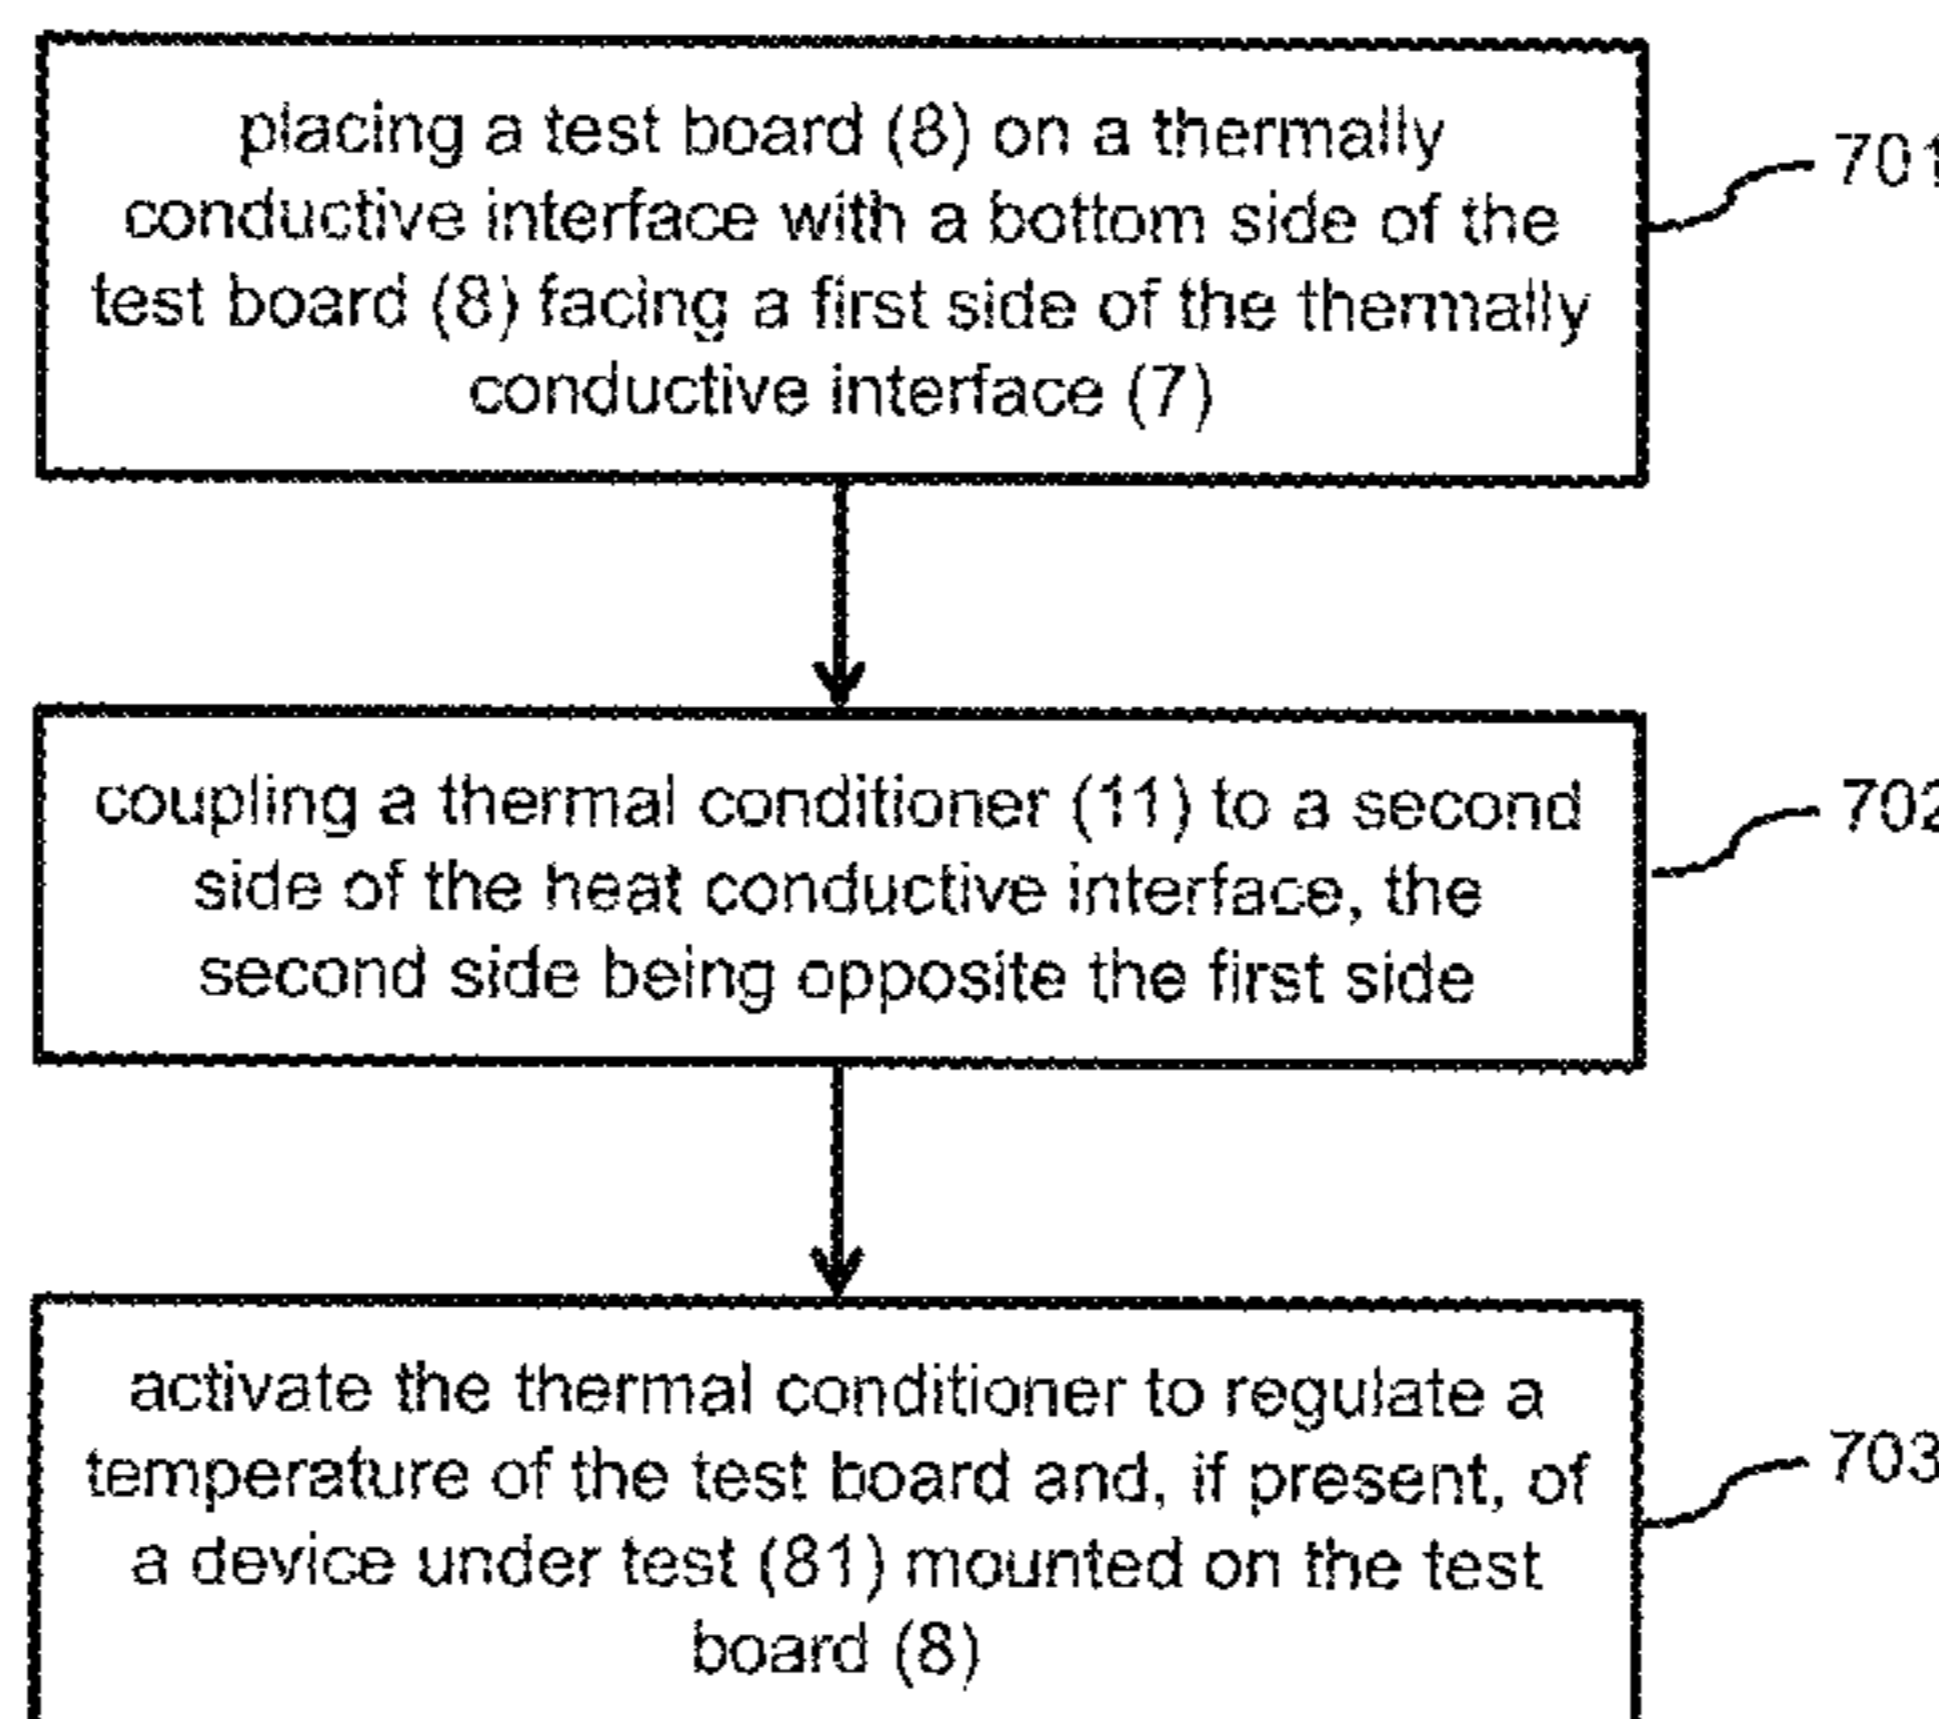 placing a test board (8) on a thermally
conductive interface with a bottom side of the
test board (8) facing a first side of the thermally
conductive interface (7)
701
coupling a thermal conditioner (11) to a second
side of the heat conductive interface, the
second side being opposite the first side
702
activate the thermal conditioner to regulate a
temperature of the test board and, if present, of
a device under test (81) mounted on the test
board (8)
703